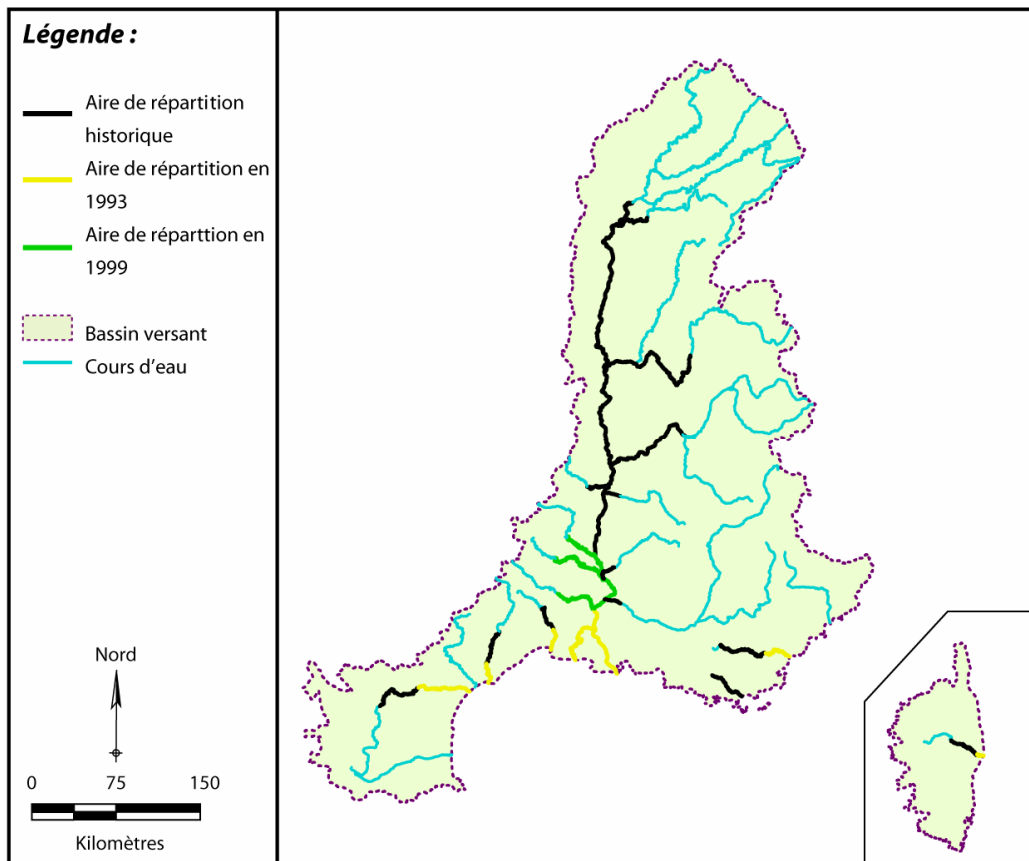 Légende :
Aire de répartition
historique
Aire de répartition en
1993
Aire de réparttion en
1999
Bassin versant
Cours d'eau
Nord
0 75 150
Kilomètres